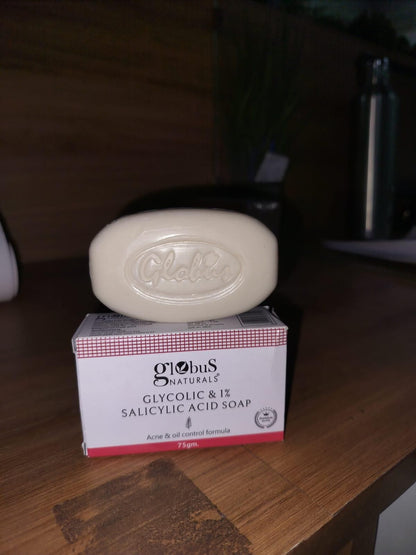 Globus
globus
NATURALS
GLYCOLIC & 1%
SALICYLIC ACID SOAP
Acne & oil control formula
75gm.